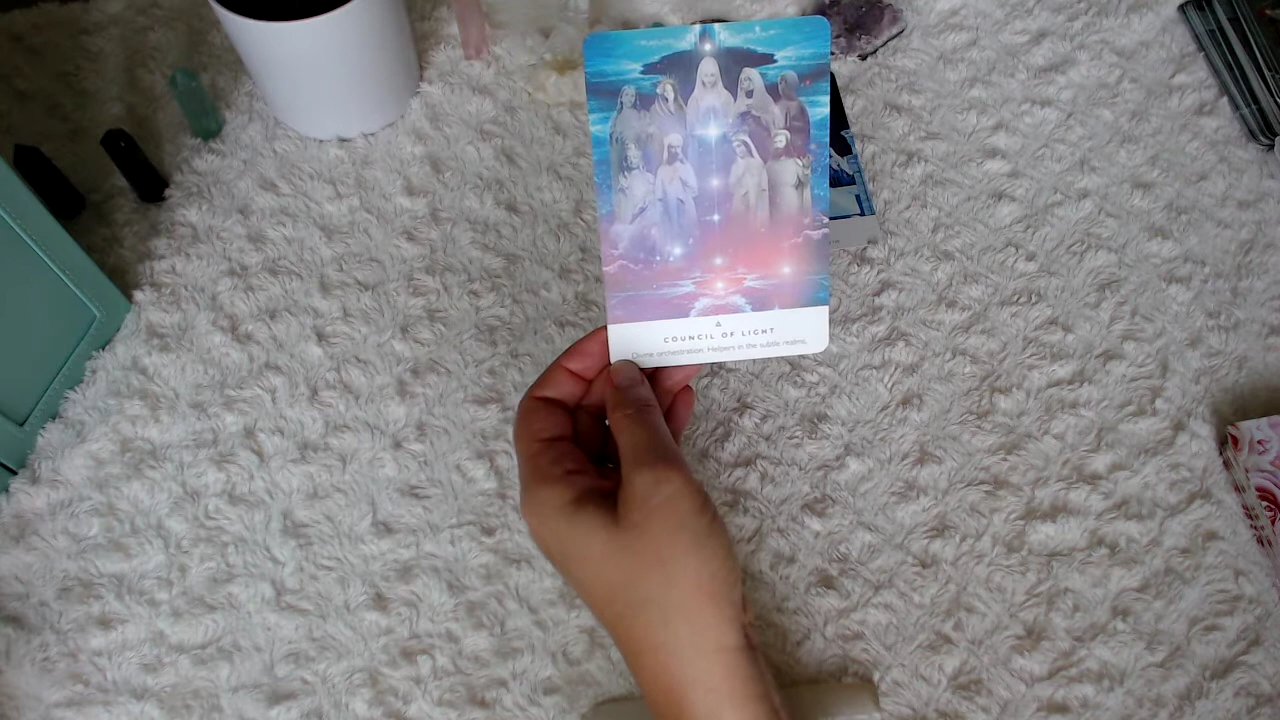 COUNCIL OF LIGHT
Divine orchestration. Helpers in the subtle realms.